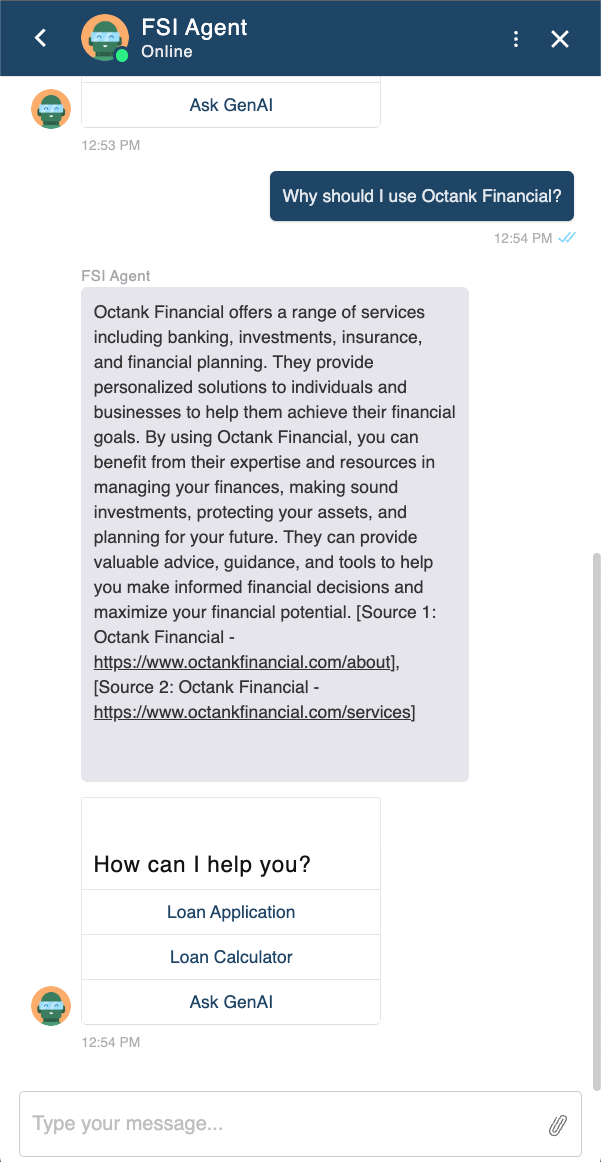 FSI Agent
Online
Ask GenAI
12:53 PM
Why should I use Octank Financial?
12:54 PM
FSI Agent
Octank Financial offers a range of services
including banking, investments, insurance,
and financial planning. They provide
personalized solutions to individuals and
businesses to help them achieve their financial
goals. By using Octank Financial, you can
benefit from their expertise and resources in
managing your finances, making sound
investments, protecting your assets, and
planning for your future. They can provide
valuable advice, guidance, and tools to help
you make informed financial decisions and
maximize your financial potential. [Source 1:
Octank Financial -
https://www.octankfinancial.com/about],
[Source 2: Octank Financial -
https://www.octankfinancial.com/services]
How can I help you?
Loan Application
Loan Calculator
Ask GenAI
12:54 PM
Type your message...